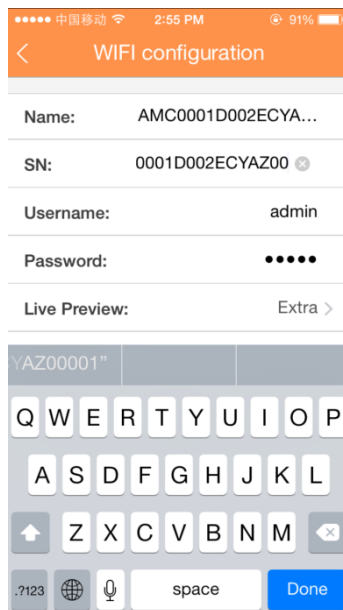 中国移动 2:55 PM 91%
WIFI configuration
Name: AMC0001D002ECYA...
SN: 0001D002ECYAZ00
Username: admin
Password: •••••
Live Preview: Extra >
YAZ00001”
Q W E R T Y U I O P
A S D F G H J K L
Z X C V B N M
.?123 space Done